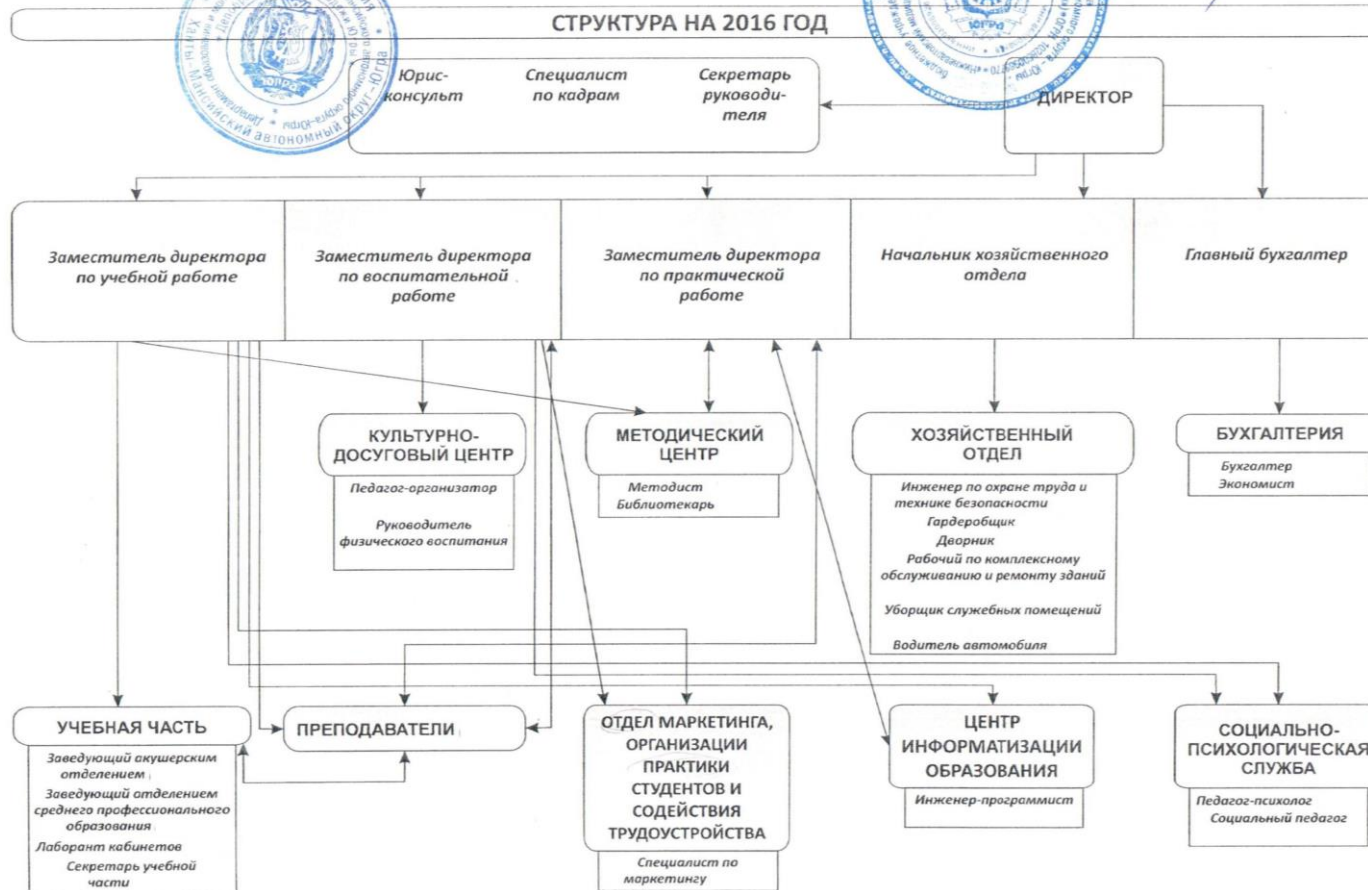 СТРУКТУРА НА 2016 ГОД
Юрис-
консульт
Специалист
по кадрам
Секретарь
руководи-
теля
ДИРЕКТОР
Заместитель директора
по учебной работе
Заместитель директора
по воспитательной
работе
Заместитель директора
по практической
работе
Начальник хозяйственного
отдела
Главный бухгалтер
КУЛЬТУРНО-
ДОСУГОВЫЙ ЦЕНТР
Педагог-организатор
Руководитель
физического воспитания
МЕТОДИЧЕСКИЙ
ЦЕНТР
Методист
Библиотекарь
ХОЗЯЙСТВЕННЫЙ
ОТДЕЛ
Инженер по охране труда и
технике безопасности
Гардеробщик
Дворник
Рабочий по комплексному
обслуживанию и ремонту зданий
Уборщик служебных помещений
Водитель автомобиля
БУХГАЛТЕРИЯ
Бухгалтер
Экономист
УЧЕБНАЯ ЧАСТЬ
Заведующий акушерским
отделением
Заведующий отделением
среднего профессионального
образования
Лаборант кабинетов
Секретарь учебной
части
ПРЕПОДАВАТЕЛИ
ОТДЕЛ МАРКЕТИНГА,
ОРГАНИЗАЦИИ
ПРАКТИКИ
СТУДЕНТОВ И
СОДЕЙСТВИЯ
ТРУДОУСТРОЙСТВА
Специалист по
маркетингу
ЦЕНТР
ИНФОРМАТИЗАЦИИ
ОБРАЗОВАНИЯ
Инженер-программист
СОЦИАЛЬНО-
ПСИХОЛОГИЧЕСКАЯ
СЛУЖБА
Педагог-психолог
Социальный педагог
Ханты-Мансийский автономный округ-Югра